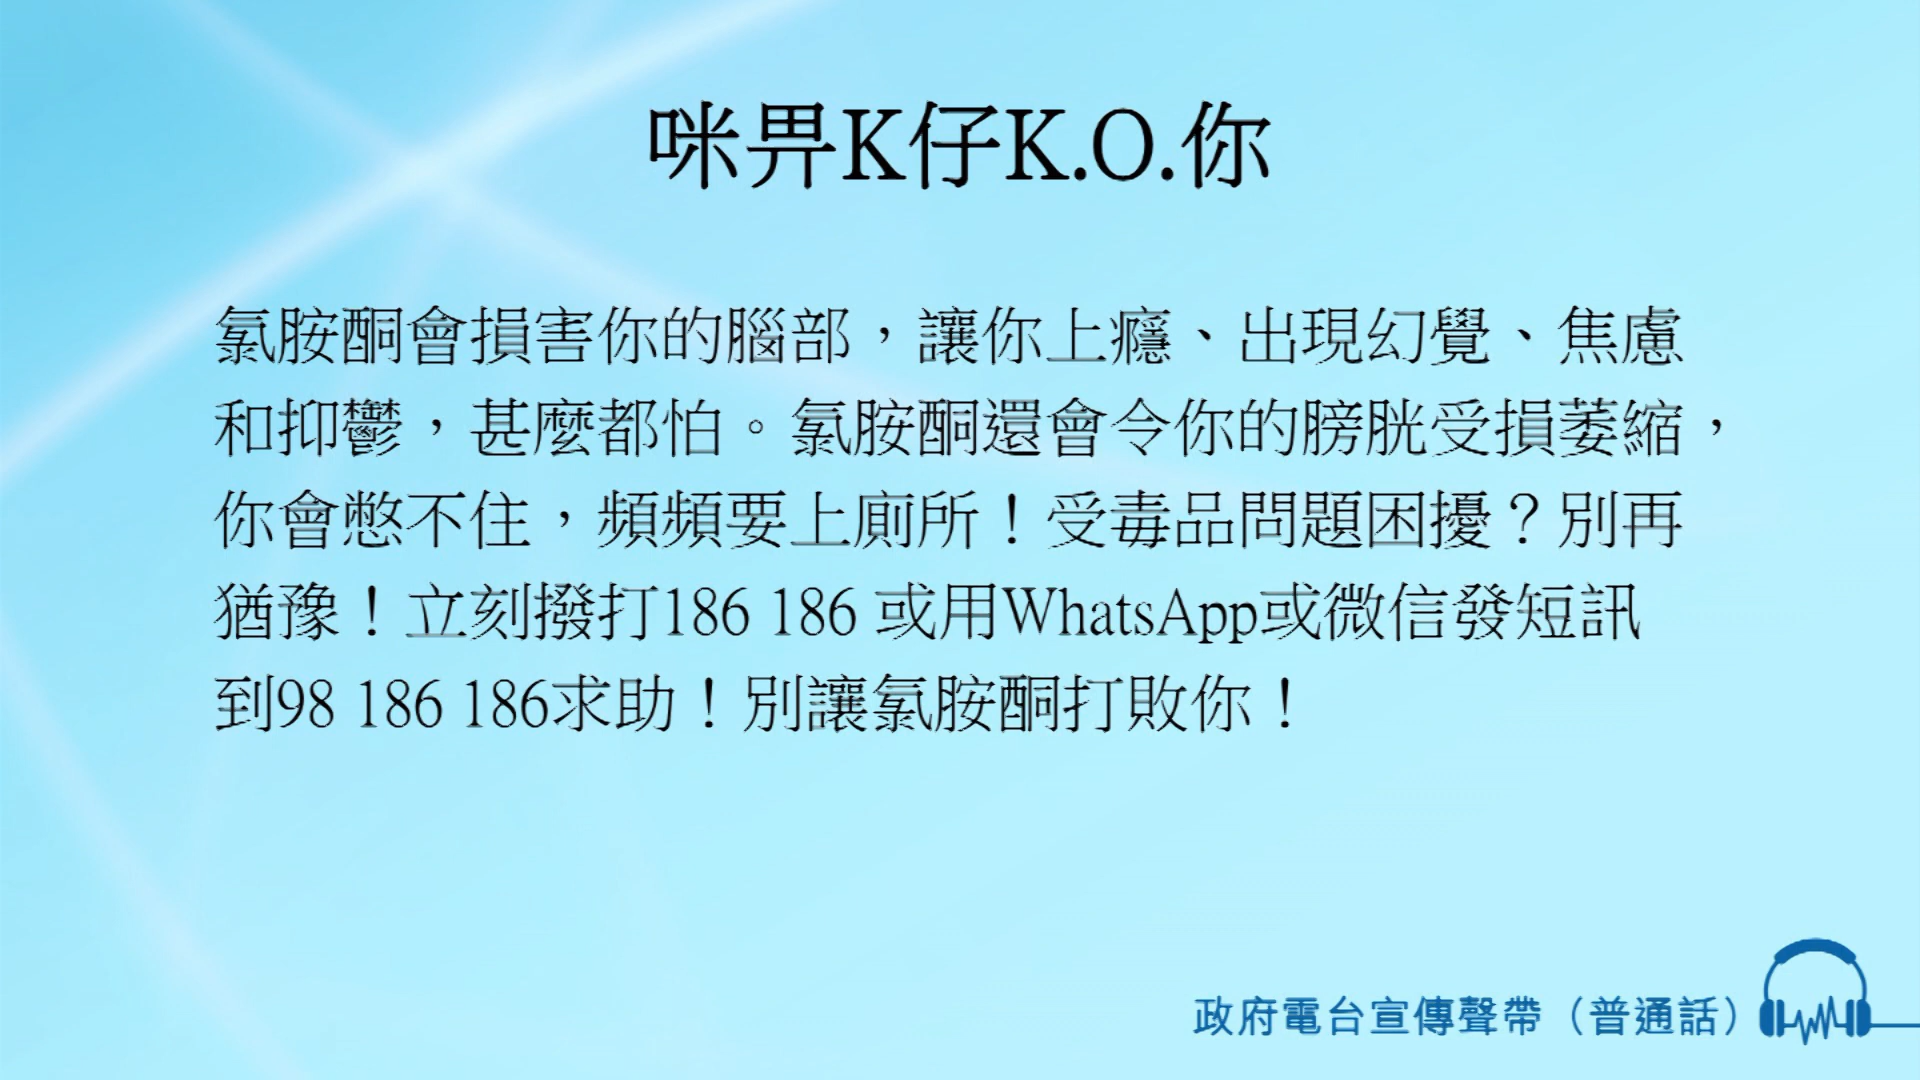 咪畀K仔K.O.你
氯胺酮會損害你的腦部，讓你上癮、出現幻覺、焦慮
和抑鬱，甚麼都怕。氯胺酮還會令你的膀胱受損萎縮，
你會憋不住，頻頻要上廁所！受毒品問題困擾？別再
猶豫！立刻撥打186 186 或用WhatsApp或微信發短訊
到98 186 186求助！別讓氯胺酮打敗你！
政府電台宣傳聲帶（普通話）